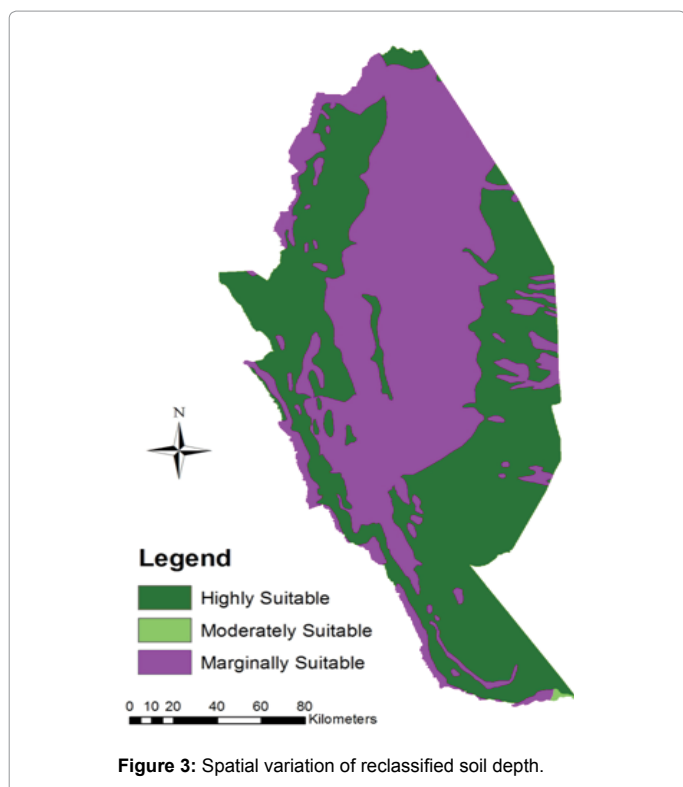 N
Legend
Highly Suitable
Moderately Suitable
Marginally Suitable
0 10 20 40 60 80
Kilometers
Figure 3: Spatial variation of reclassified soil depth.